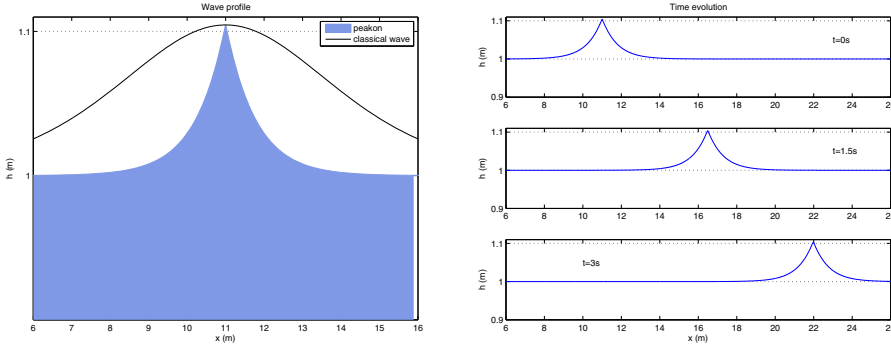 Wave profile
1.1
1
h (m)
peakon
classical wave
6 7 8 9 10 11 12 13 14 15 16
x (m)
Time evolution
1.1
1
0.9
h (m)
t=0s
6 8 10 12 14 16 18 20 22 24 26
1.1
1
0.9
h (m)
t=1.5s
6 8 10 12 14 16 18 20 22 24 26
1.1
1
0.9
h (m)
t=3s
6 8 10 12 14 16 18 20 22 24 26
x (m)